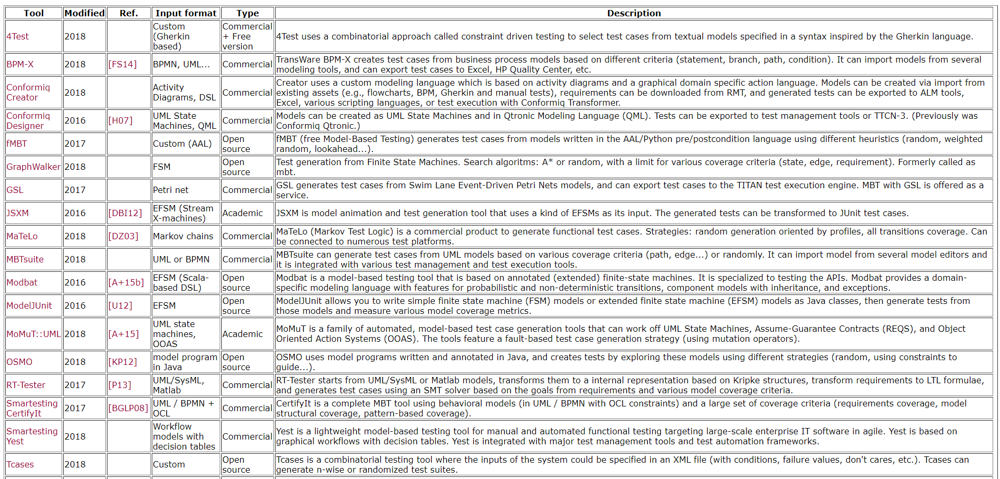 Tool Modified Ref. Input format Type Description
4Test 2018 Custom (Gherkin based) Commercial + Free version 4Test uses a combinatorial approach called constraint driven testing to select test cases from textual models specified in a syntax inspired by the Gherkin language.
BPM-X 2018 [FS14] BPMN, UML... Commercial TransWare BPM-X creates test cases from business process models based on different criteria (statement, branch, path, condition). It can import models from several modeling tools, and can export test cases to Excel, HP Quality Center, etc.
Conformiq Creator 2018 Activity Diagrams, DSL Commercial Creator uses a custom modeling language which is based on activity diagrams and a graphical domain specific action language. Models can be created via import from existing assets (e.g., flowcharts, BPM, Gherkin and manual tests), requirements can be downloaded from RMT, and generated tests can be exported to ALM tools, Excel, various scripting languages, or test execution with Conformiq Transformer.
Conformiq Designer 2016 [H07] UML State Machines, QML Commercial Models can be created as UML State Machines and in Qtronic Modeling Language (QML). Tests can be exported to test management tools or TTCN-3. (Previously was Conformiq Qtronic.)
fMBT 2017 Custom (AAL) Open source fMBT (free Model-Based Testing) generates test cases from models written in the AAL/Python pre/postcondition language using different heuristics (random, weighted random, lookahead...).
GraphWalker 2018 FSM Open source Test generation from Finite State Machines. Search algoritms: A* or random, with a limit for various coverage criteria (state, edge, requirement). Formerly called as mbt.
GSL 2017 Petri net Commercial GSL generates test cases from Swim Lane Event-Driven Petri Nets models, and can export test cases to the TITAN test execution engine. MBT with GSL is offered as a service.
JSXM 2016 [DBI12] EFSM (Stream X-machines) Academic JSXM is model animation and test generation tool that uses a kind of EFSMs as its input. The generated tests can be transformed to JUnit test cases.
MaTeLo 2018 [DZ03] Markov chains Commercial MaTeLo (Markov Test Logic) is a commercial product to generate functional test cases. Strategies: random generation oriented by profiles, all transitions coverage. Can be connected to numerous test platforms.
MBTsuite 2018 UML or BPMN Commercial MBTsuite can generate test cases from UML models based on various coverage criteria (path, edge...) or randomly. It can import model from several model editors and it is integrated with various test management and test execution tools.
Modbat 2016 [A+15b] EFSM (Scala-based DSL) Open source Modbat is a model-based testing tool that is based on annotated (extended) finite-state machines. It is specialized to testing the APIs. Modbat provides a domain-specific modeling language with features for probabilistic and non-deterministic transitions, component models with inheritance, and exceptions.
ModelJUnit 2016 [U12] EFSM Open source ModelJUnit allows you to write simple finite state machine (FSM) models or extended finite state machine (EFSM) models as Java classes, then generate tests from those models and measure various model coverage metrics.
MoMuT::UML 2018 [A+15] UML state machines, OOAS Academic MoMuT is a family of automated, model-based test case generation tools that can work off UML State Machines, Assume-Guarantee Contracts (REQS), and Object Oriented Action Systems (OOAS). The tools feature a fault-based test case generation strategy (using mutation operators).
OSMO 2018 [KP12] model program in Java Open source OSMO uses model programs written and annotated in Java, and creates tests by exploring these models using different strategies (random, using constraints to guide...).
RT-Tester 2017 [P13] UML/SysML, Matlab Commercial RT-Tester starts from UML/SysML or Matlab models, transforms them to a internal representation based on Kripke structures, transform requirements to LTL formulae, and generates test cases using an SMT solver based on the goals from requirements and various model coverage criteria.
Smartesting CertifyIt 2017 [BGLP08] UML / BPMN + OCL Commercial CertifyIt is a complete MBT tool using behavioral models (in UML / BPMN with OCL constraints) and a large set of coverage criteria (requirements coverage, model structural coverage, pattern-based coverage).
Smartesting Yest 2018 Workflow models with decision tables Commercial Yest is a lightweight model-based testing tool for manual and automated functional testing targeting large-scale enterprise IT software in agile. Yest is based on graphical workflows with decision tables. Yest is integrated with major test management tools and test automation frameworks.
Tcases 2018 Custom Open source Tcases is a combinatorial testing tool where the inputs of the system could be specified in an XML file (with conditions, failure values, don't cares, etc.). Tcases can generate n-wise or randomized test suites.